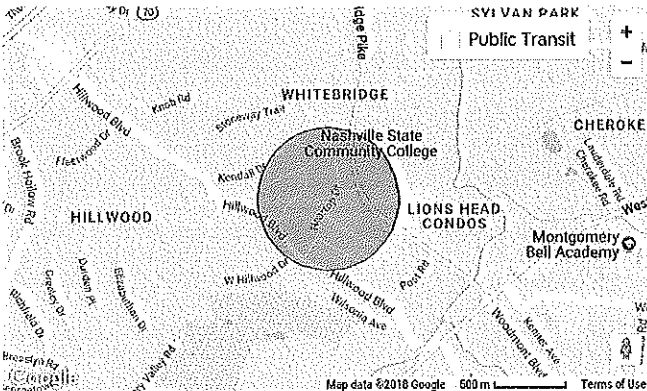 70
SYLVAN PARK
Public Transit
+
−
Hillwood Blvd
Knob Rd
Stoneway Trail
WHITEBRIDGE
Nashville State
Community College
CHEROKE
Fleetwood Dr
Brook Hollow Rd
Kendall Dr
Lauderdale Rd
Cherokee Rd
HILLWOOD
Hillwood Blvd
LIONS HEAD
CONDOS
Wes
Montgomery
Bell Academy
W Hillwood Dr
Hillwood Blvd
Post Rd
Wilsonia Ave
Greeley Dr
Durden Pl
Elizabethan Dr
Woodmont Blvd
Kenner Ave
Google
Map data ©2018 Google
500 m
Terms of Use